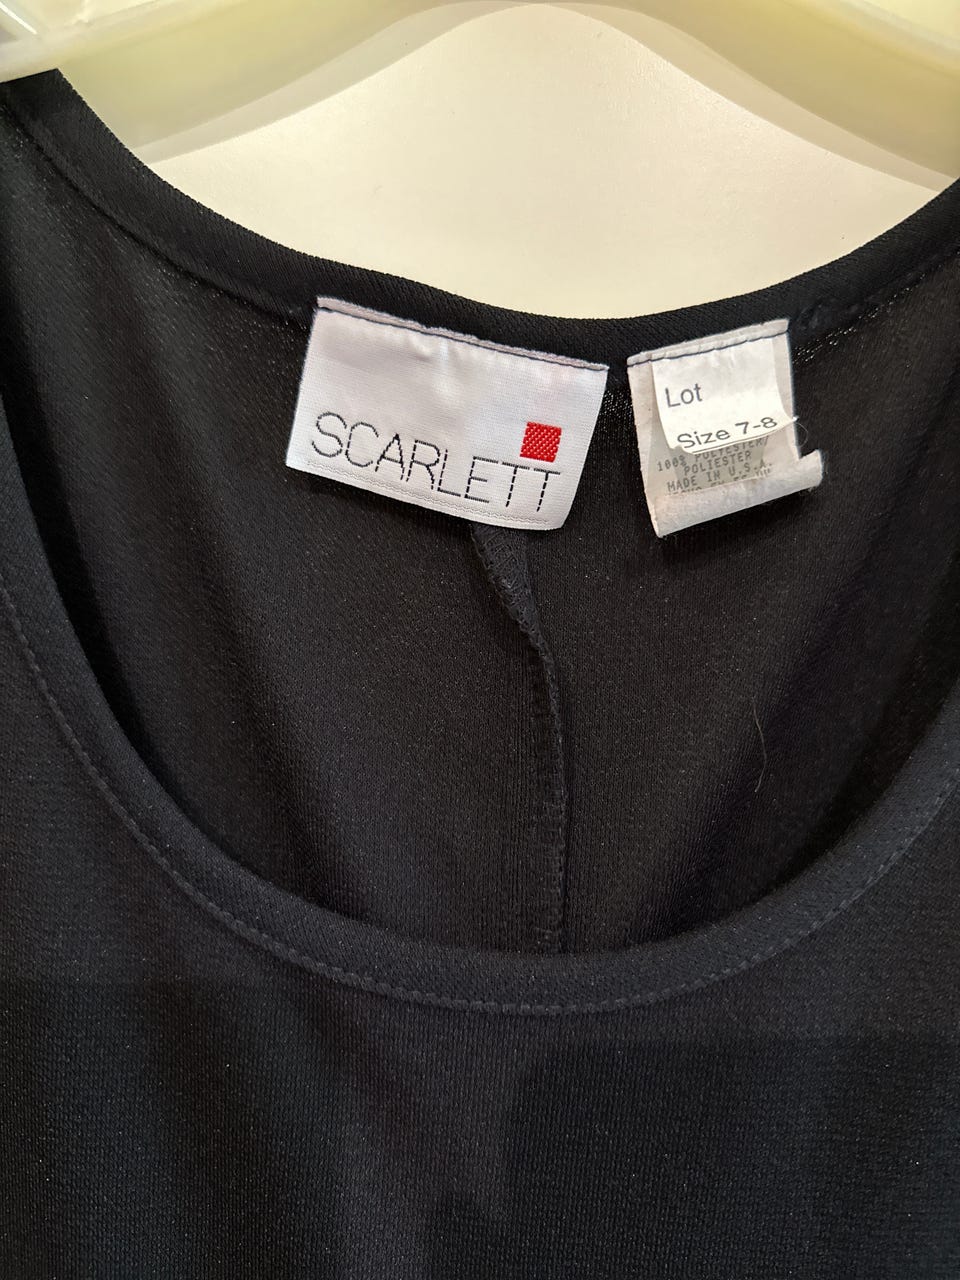 SCARLETT
Lot
Size 7-8
100% POLYESTER/
POLIESTER
MADE IN U.S.A.